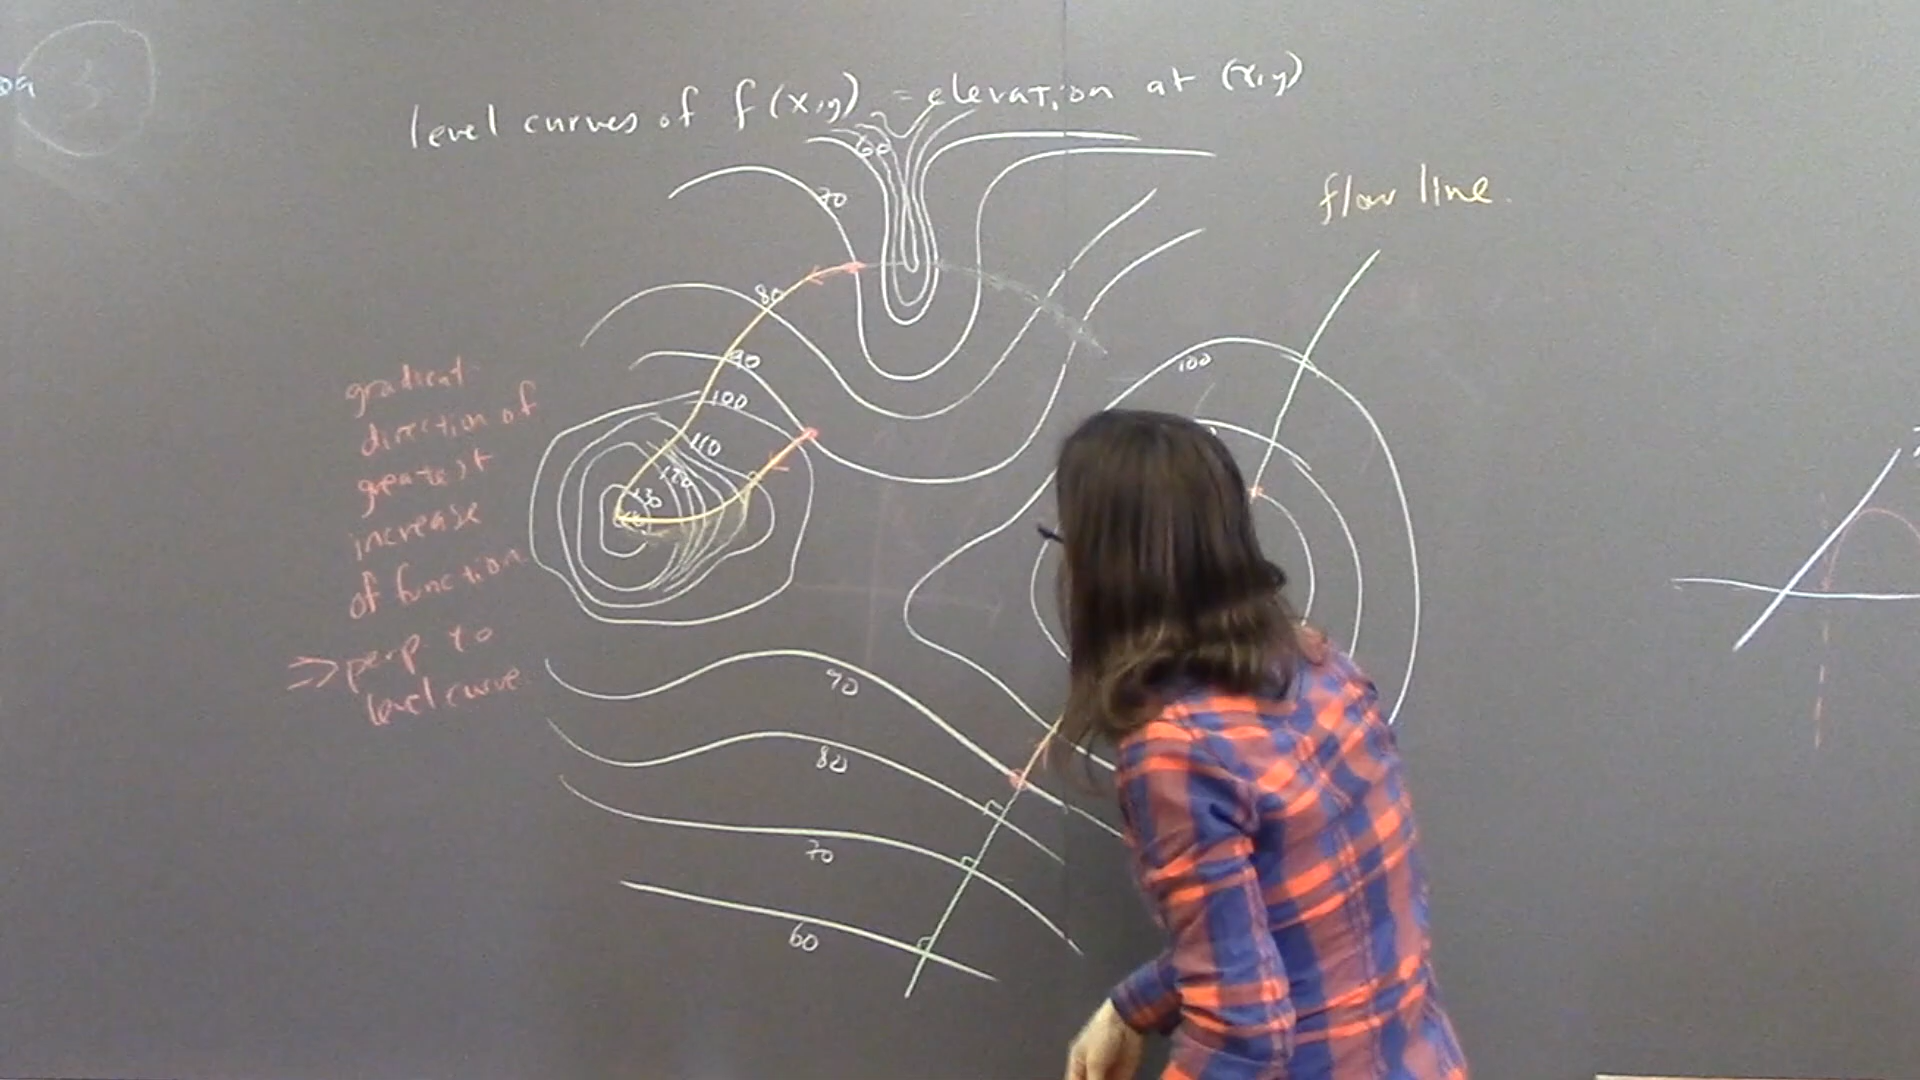 level curves of f(x,y) = elevation at (x,y)
60
70
flow line
80
90
100
100
110
120
130
gradient
direction of
greatest
increase
of function
⇒ perp to
level curve
90
80
70
60
3